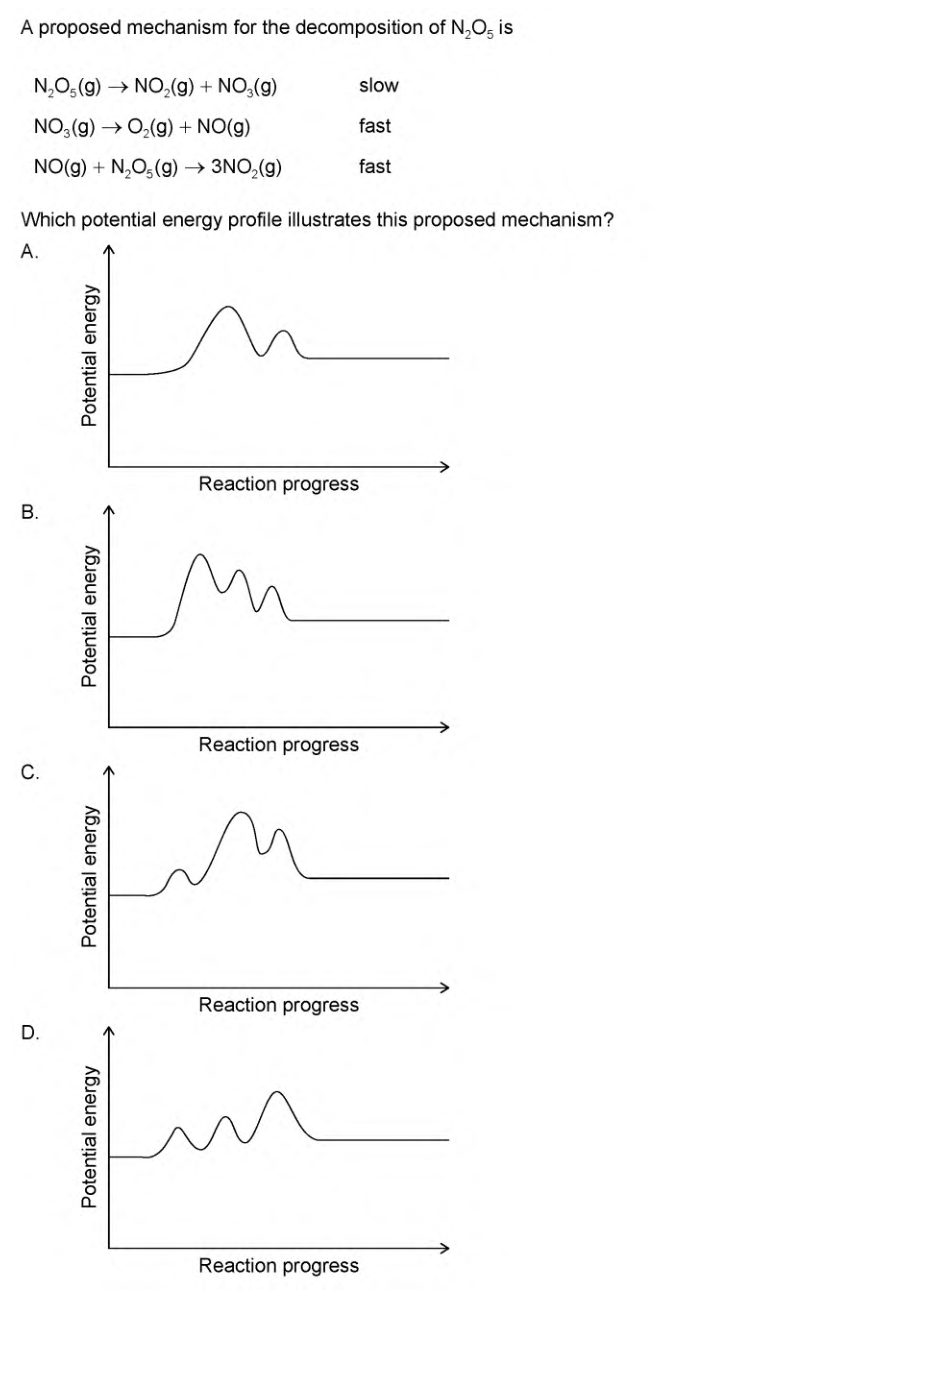 A proposed mechanism for the decomposition of N₂O₅ is
N₂O₅(g) → NO₂(g) + NO₃(g) slow
NO₃(g) → O₂(g) + NO(g) fast
NO(g) + N₂O₅(g) → 3NO₂(g) fast
Which potential energy profile illustrates this proposed mechanism?
A.
Potential energy
Reaction progress
B.
Potential energy
Reaction progress
C.
Potential energy
Reaction progress
D.
Potential energy
Reaction progress